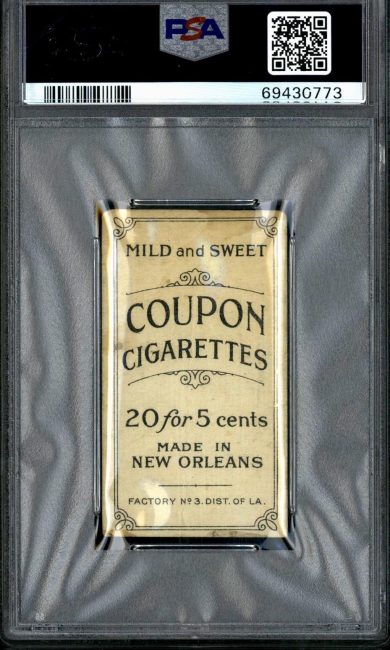 PSA
69430773
MILD and SWEET
COUPON
CIGARETTES
20 for 5 cents
MADE IN
NEW ORLEANS
FACTORY Nº 3. DIST. OF LA.